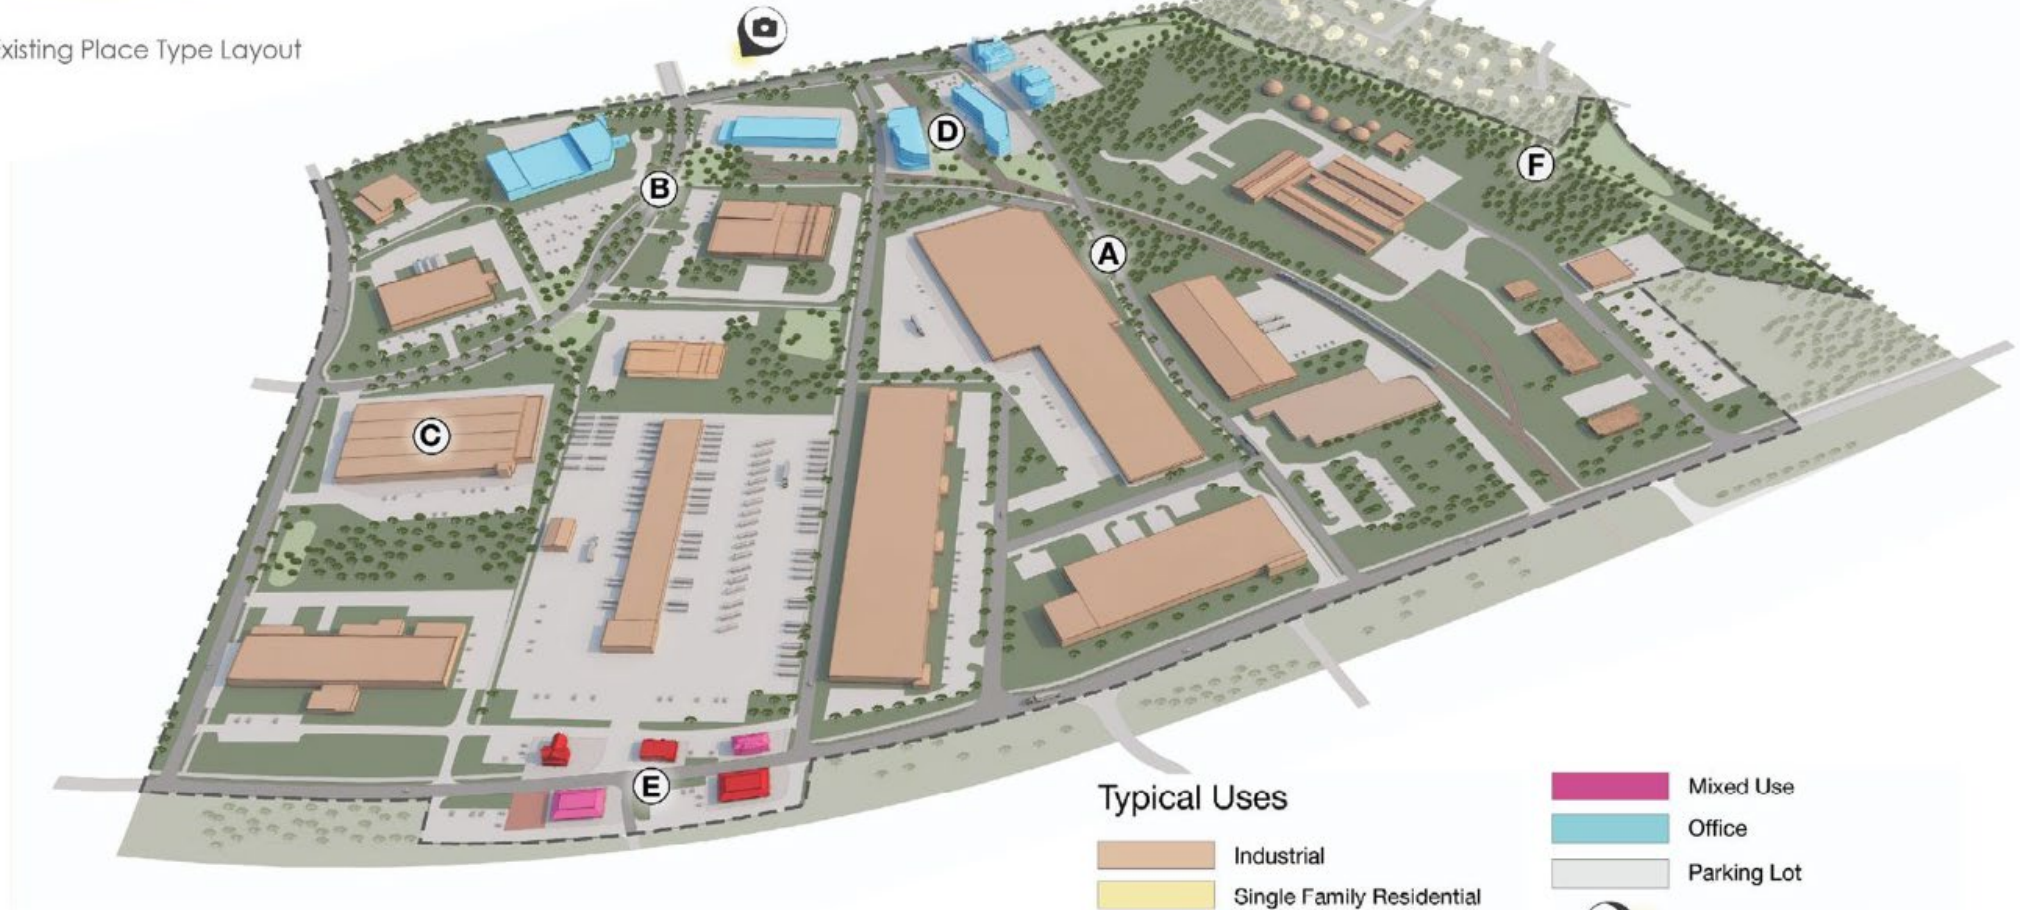 xisting Place Type Layout
B
D
F
A
C
E
Typical Uses
Industrial
Single Family Residential
Mixed Use
Office
Parking Lot